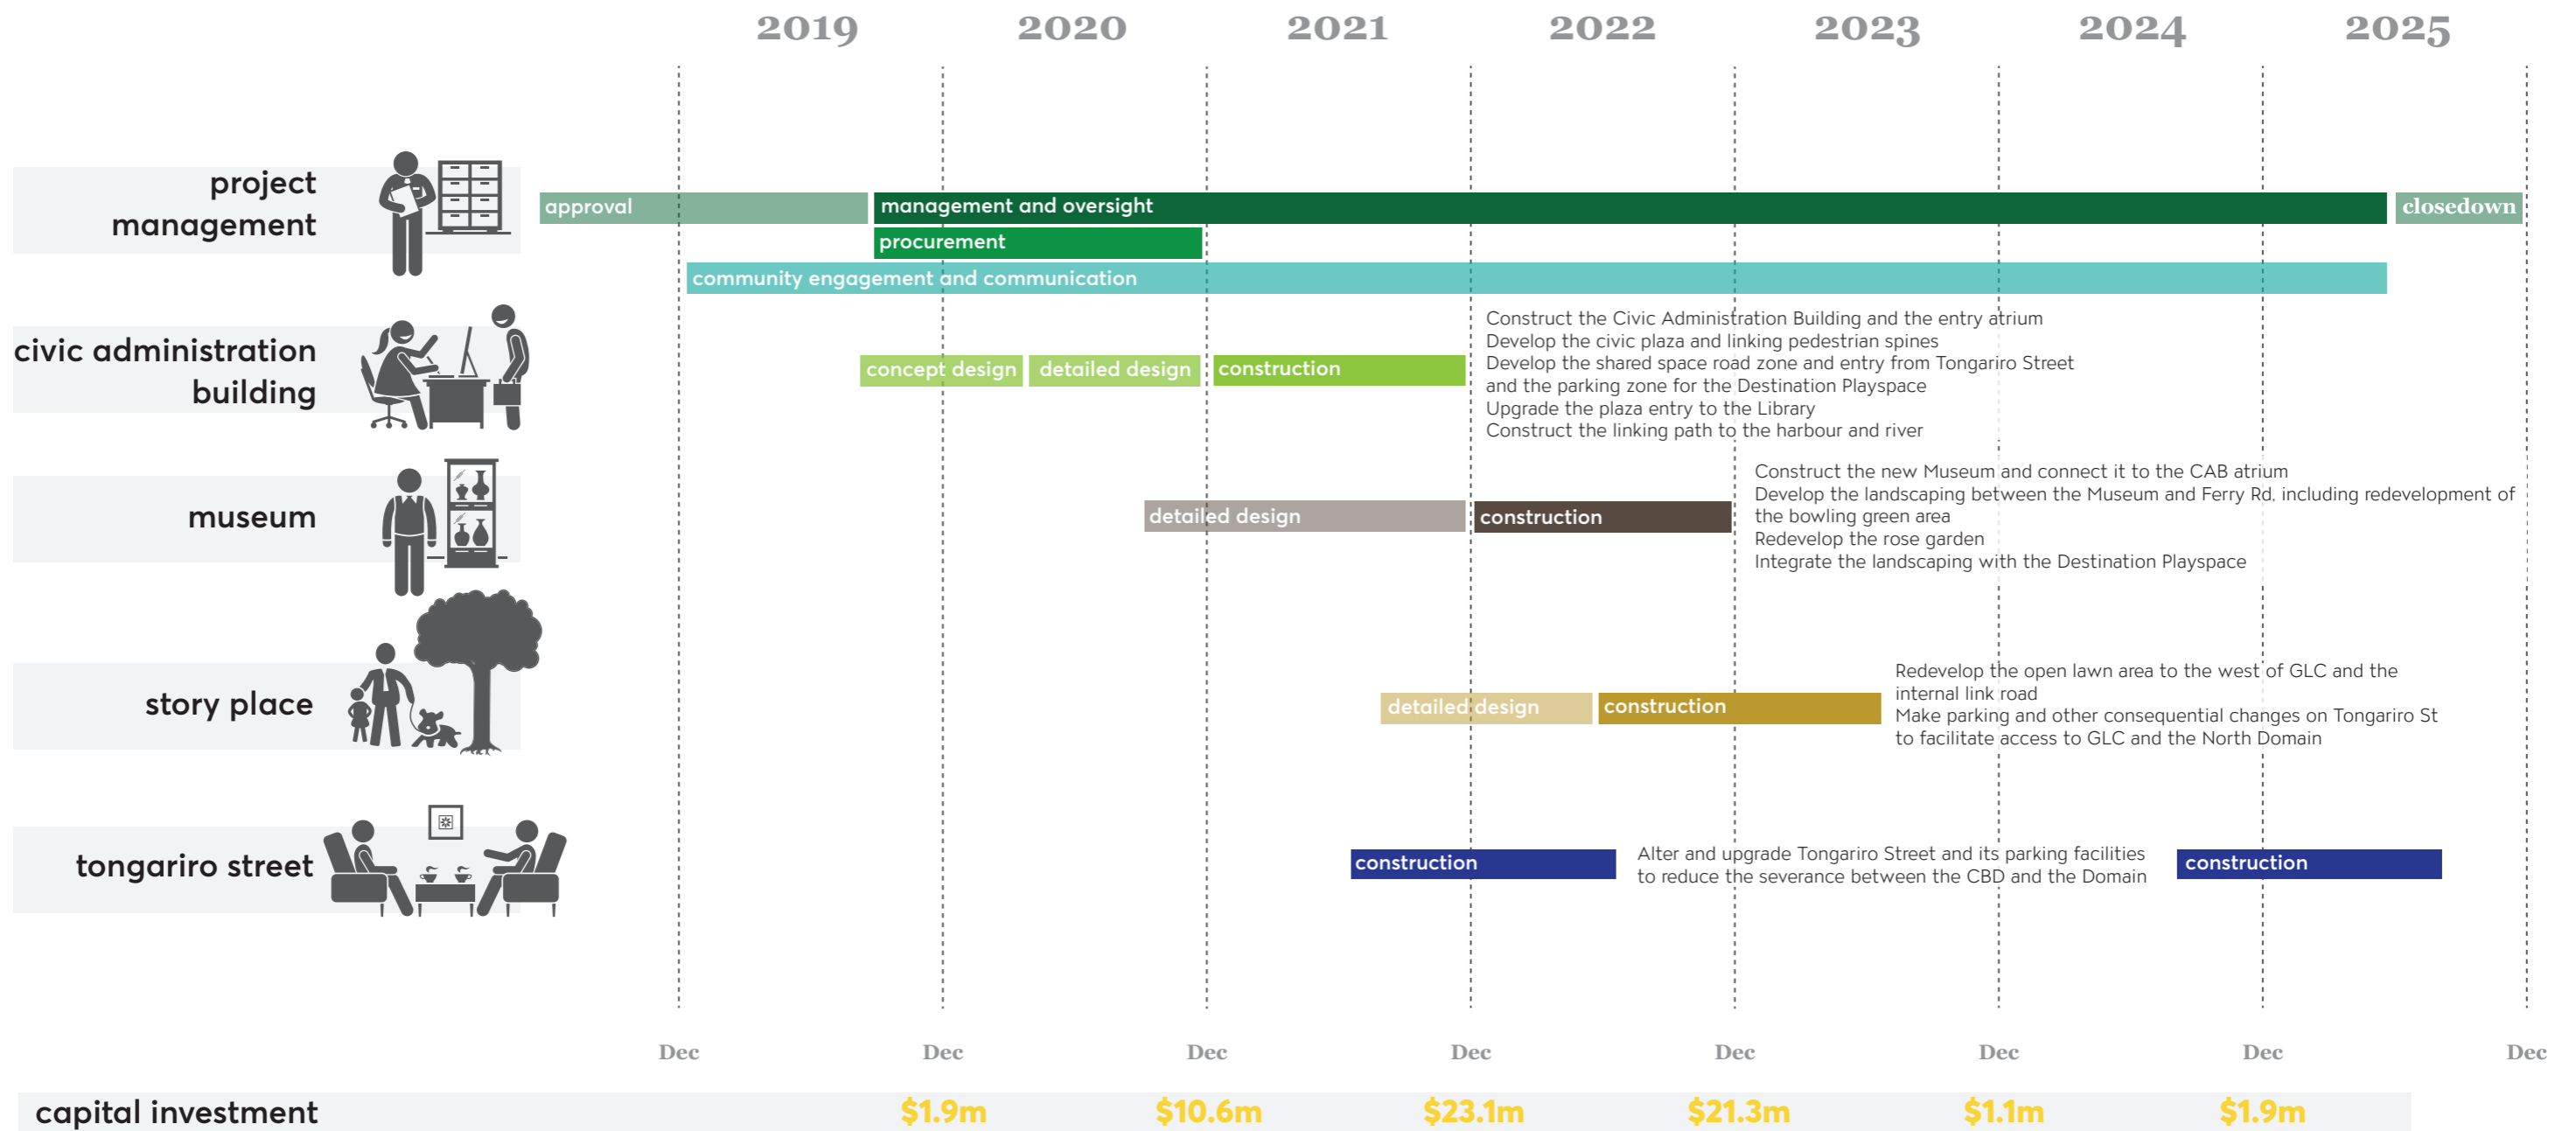 2019 2020 2021 2022 2023 2024 2025
project
management
approval
management and oversight
closedown
procurement
community engagement and communication
civic administration
building
concept design
detailed design
construction
Construct the Civic Administration Building and the entry atrium
Develop the civic plaza and linking pedestrian spines
Develop the shared space road zone and entry from Tongariro Street
and the parking zone for the Destination Playspace
Upgrade the plaza entry to the Library
Construct the linking path to the harbour and river
museum
detailed design
construction
Construct the new Museum and connect it to the CAB atrium
Develop the landscaping between the Museum and Ferry Rd. including redevelopment of
the bowling green area
Redevelop the rose garden
Integrate the landscaping with the Destination Playspace
story place
detailed design
construction
Redevelop the open lawn area to the west of GLC and the
internal link road
Make parking and other consequential changes on Tongariro St
to facilitate access to GLC and the North Domain
tongariro street
construction
Alter and upgrade Tongariro Street and its parking facilities
to reduce the severance between the CBD and the Domain
construction
Dec Dec Dec Dec Dec Dec Dec Dec
capital investment $1.9m $10.6m $23.1m $21.3m $1.1m $1.9m